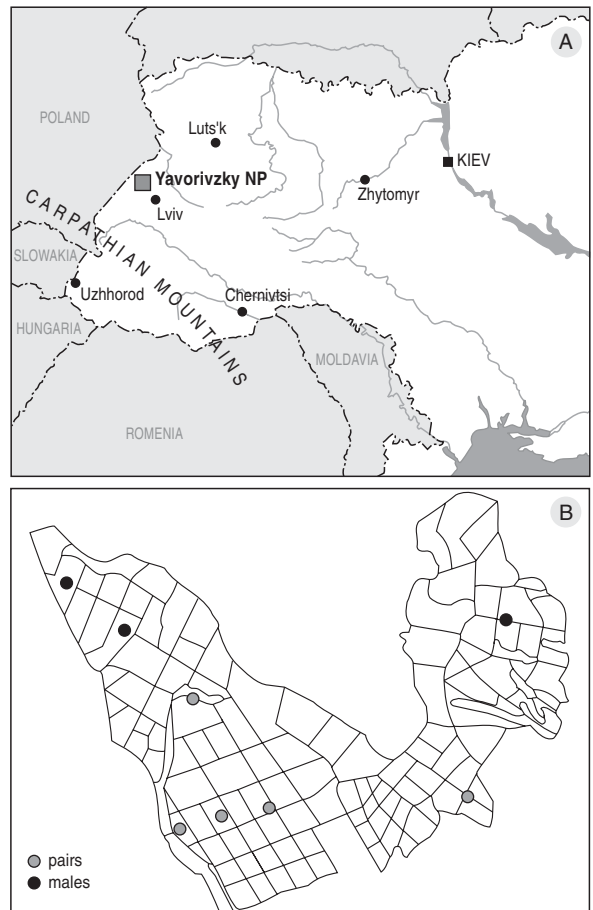 A
POLAND
Luts'k
KIEV
Yavorivzky NP
Zhytomyr
Lviv
CARPATHIAN MOUNTAINS
SLOWAKIA
Uzhhorod
Chernivtsi
HUNGARIA
MOLDAVIA
ROMENIA
B
pairs
males